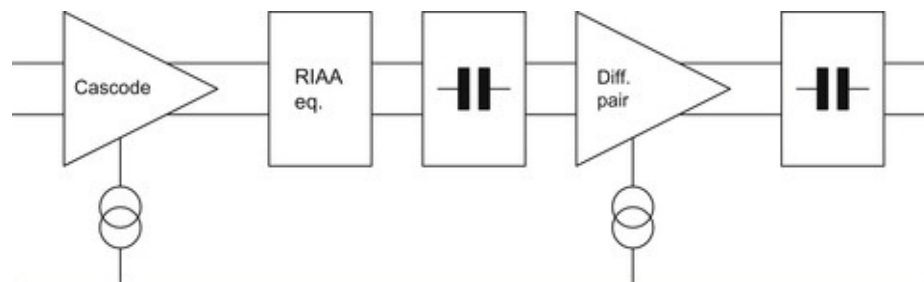 Cascode
RIAA
eq.
Diff.
pair